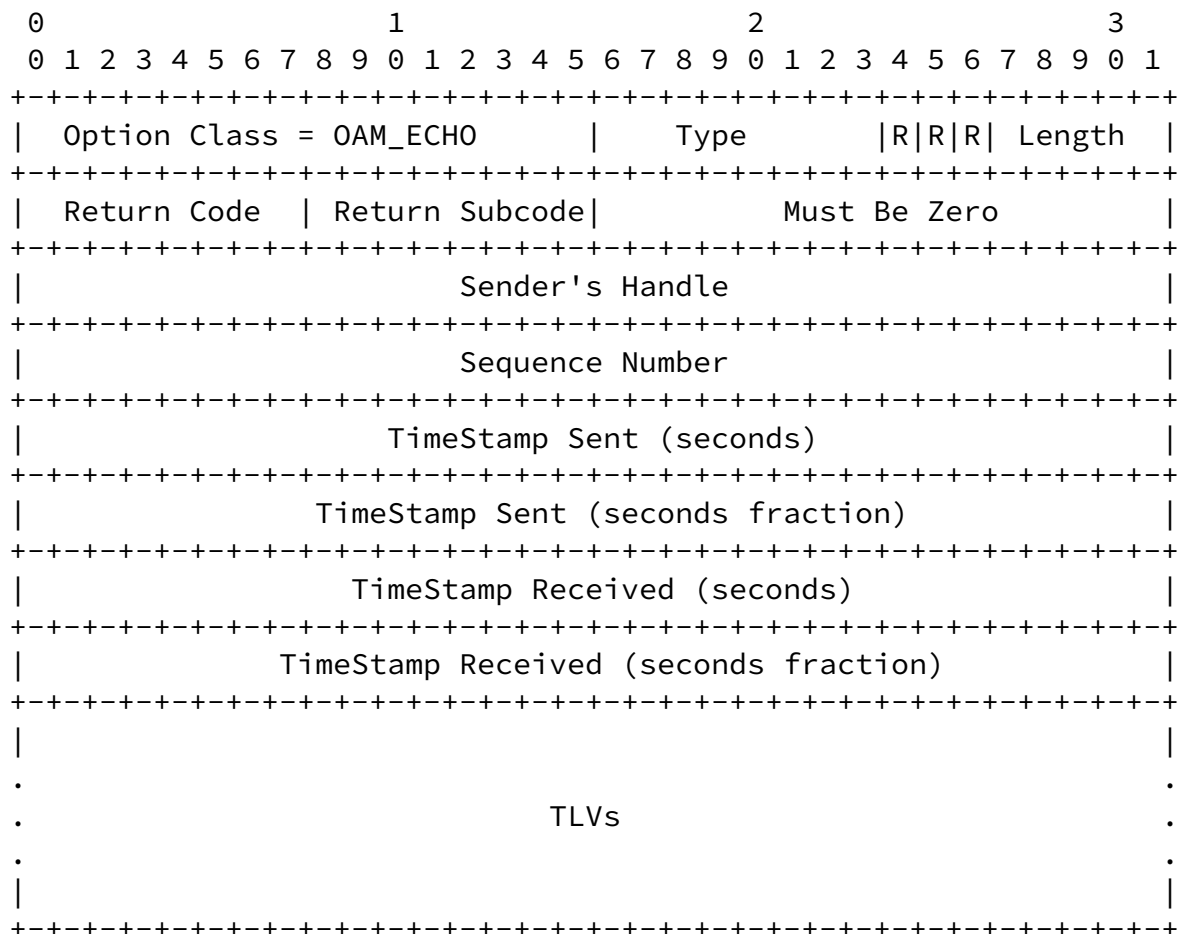 0                   1                   2                   3
 0 1 2 3 4 5 6 7 8 9 0 1 2 3 4 5 6 7 8 9 0 1 2 3 4 5 6 7 8 9 0 1
+-+-+-+-+-+-+-+-+-+-+-+-+-+-+-+-+-+-+-+-+-+-+-+-+-+-+-+-+-+-+-+-+
|  Option Class = OAM_ECHO      |    Type       |R|R|R| Length  |
+-+-+-+-+-+-+-+-+-+-+-+-+-+-+-+-+-+-+-+-+-+-+-+-+-+-+-+-+-+-+-+-+
|  Return Code  | Return Subcode|          Must Be Zero         |
+-+-+-+-+-+-+-+-+-+-+-+-+-+-+-+-+-+-+-+-+-+-+-+-+-+-+-+-+-+-+-+-+
|                        Sender's Handle                        |
+-+-+-+-+-+-+-+-+-+-+-+-+-+-+-+-+-+-+-+-+-+-+-+-+-+-+-+-+-+-+-+-+
|                        Sequence Number                        |
+-+-+-+-+-+-+-+-+-+-+-+-+-+-+-+-+-+-+-+-+-+-+-+-+-+-+-+-+-+-+-+-+
|                    TimeStamp Sent (seconds)                   |
+-+-+-+-+-+-+-+-+-+-+-+-+-+-+-+-+-+-+-+-+-+-+-+-+-+-+-+-+-+-+-+-+
|                TimeStamp Sent (seconds fraction)              |
+-+-+-+-+-+-+-+-+-+-+-+-+-+-+-+-+-+-+-+-+-+-+-+-+-+-+-+-+-+-+-+-+
|                  TimeStamp Received (seconds)                 |
+-+-+-+-+-+-+-+-+-+-+-+-+-+-+-+-+-+-+-+-+-+-+-+-+-+-+-+-+-+-+-+-+
|              TimeStamp Received (seconds fraction)            |
+-+-+-+-+-+-+-+-+-+-+-+-+-+-+-+-+-+-+-+-+-+-+-+-+-+-+-+-+-+-+-+-+
|                                                               |
.                                                               .
.                             TLVs                              .
.                                                               .
|                                                               |
+-+-+-+-+-+-+-+-+-+-+-+-+-+-+-+-+-+-+-+-+-+-+-+-+-+-+-+-+-+-+-+-+